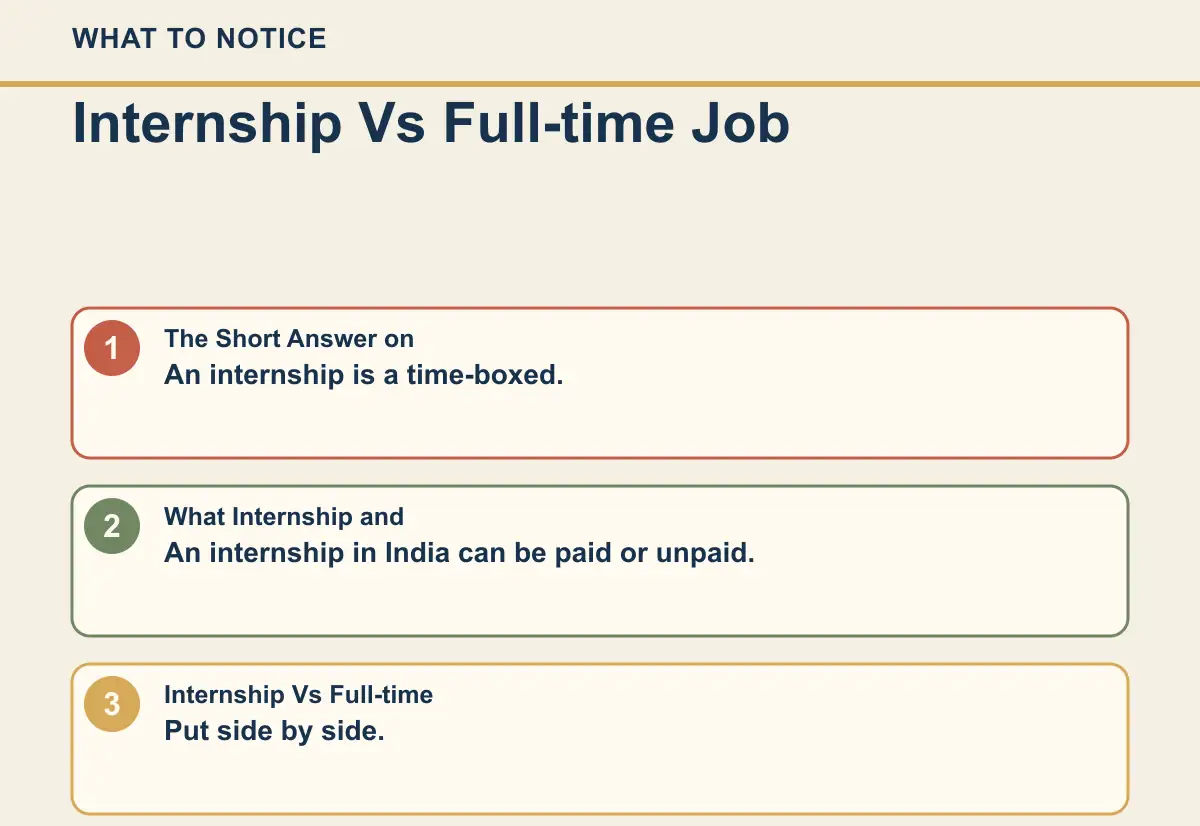 WHAT TO NOTICE
Internship Vs Full-time Job
1
The Short Answer on
An internship is a time-boxed.
2
What Internship and
An internship in India can be paid or unpaid.
3
Internship Vs Full-time
Put side by side.